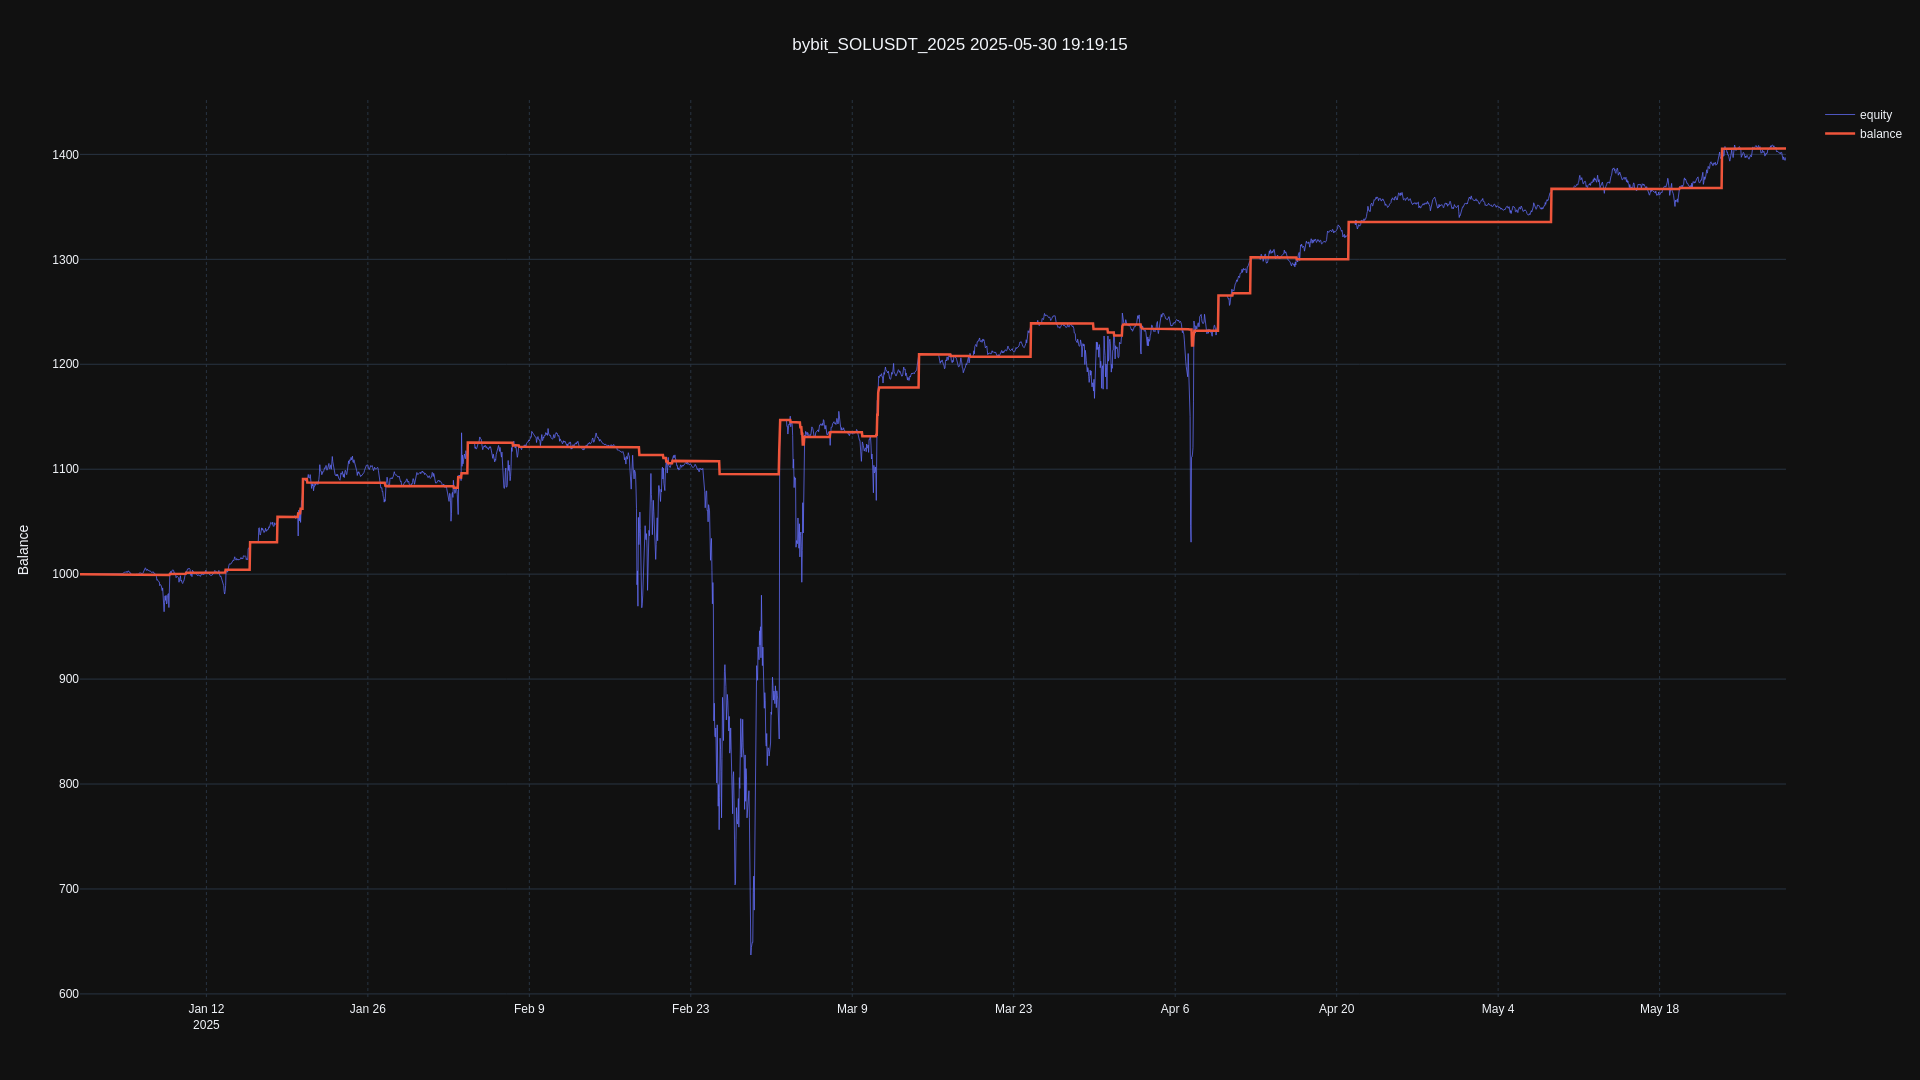 bybit_SOLUSDT_2025 2025-05-30 19:19:15
equity
balance
1400
1300
1200
1100
1000
900
800
700
600
Balance
Jan 12
2025
Jan 26
Feb 9
Feb 23
Mar 9
Mar 23
Apr 6
Apr 20
May 4
May 18